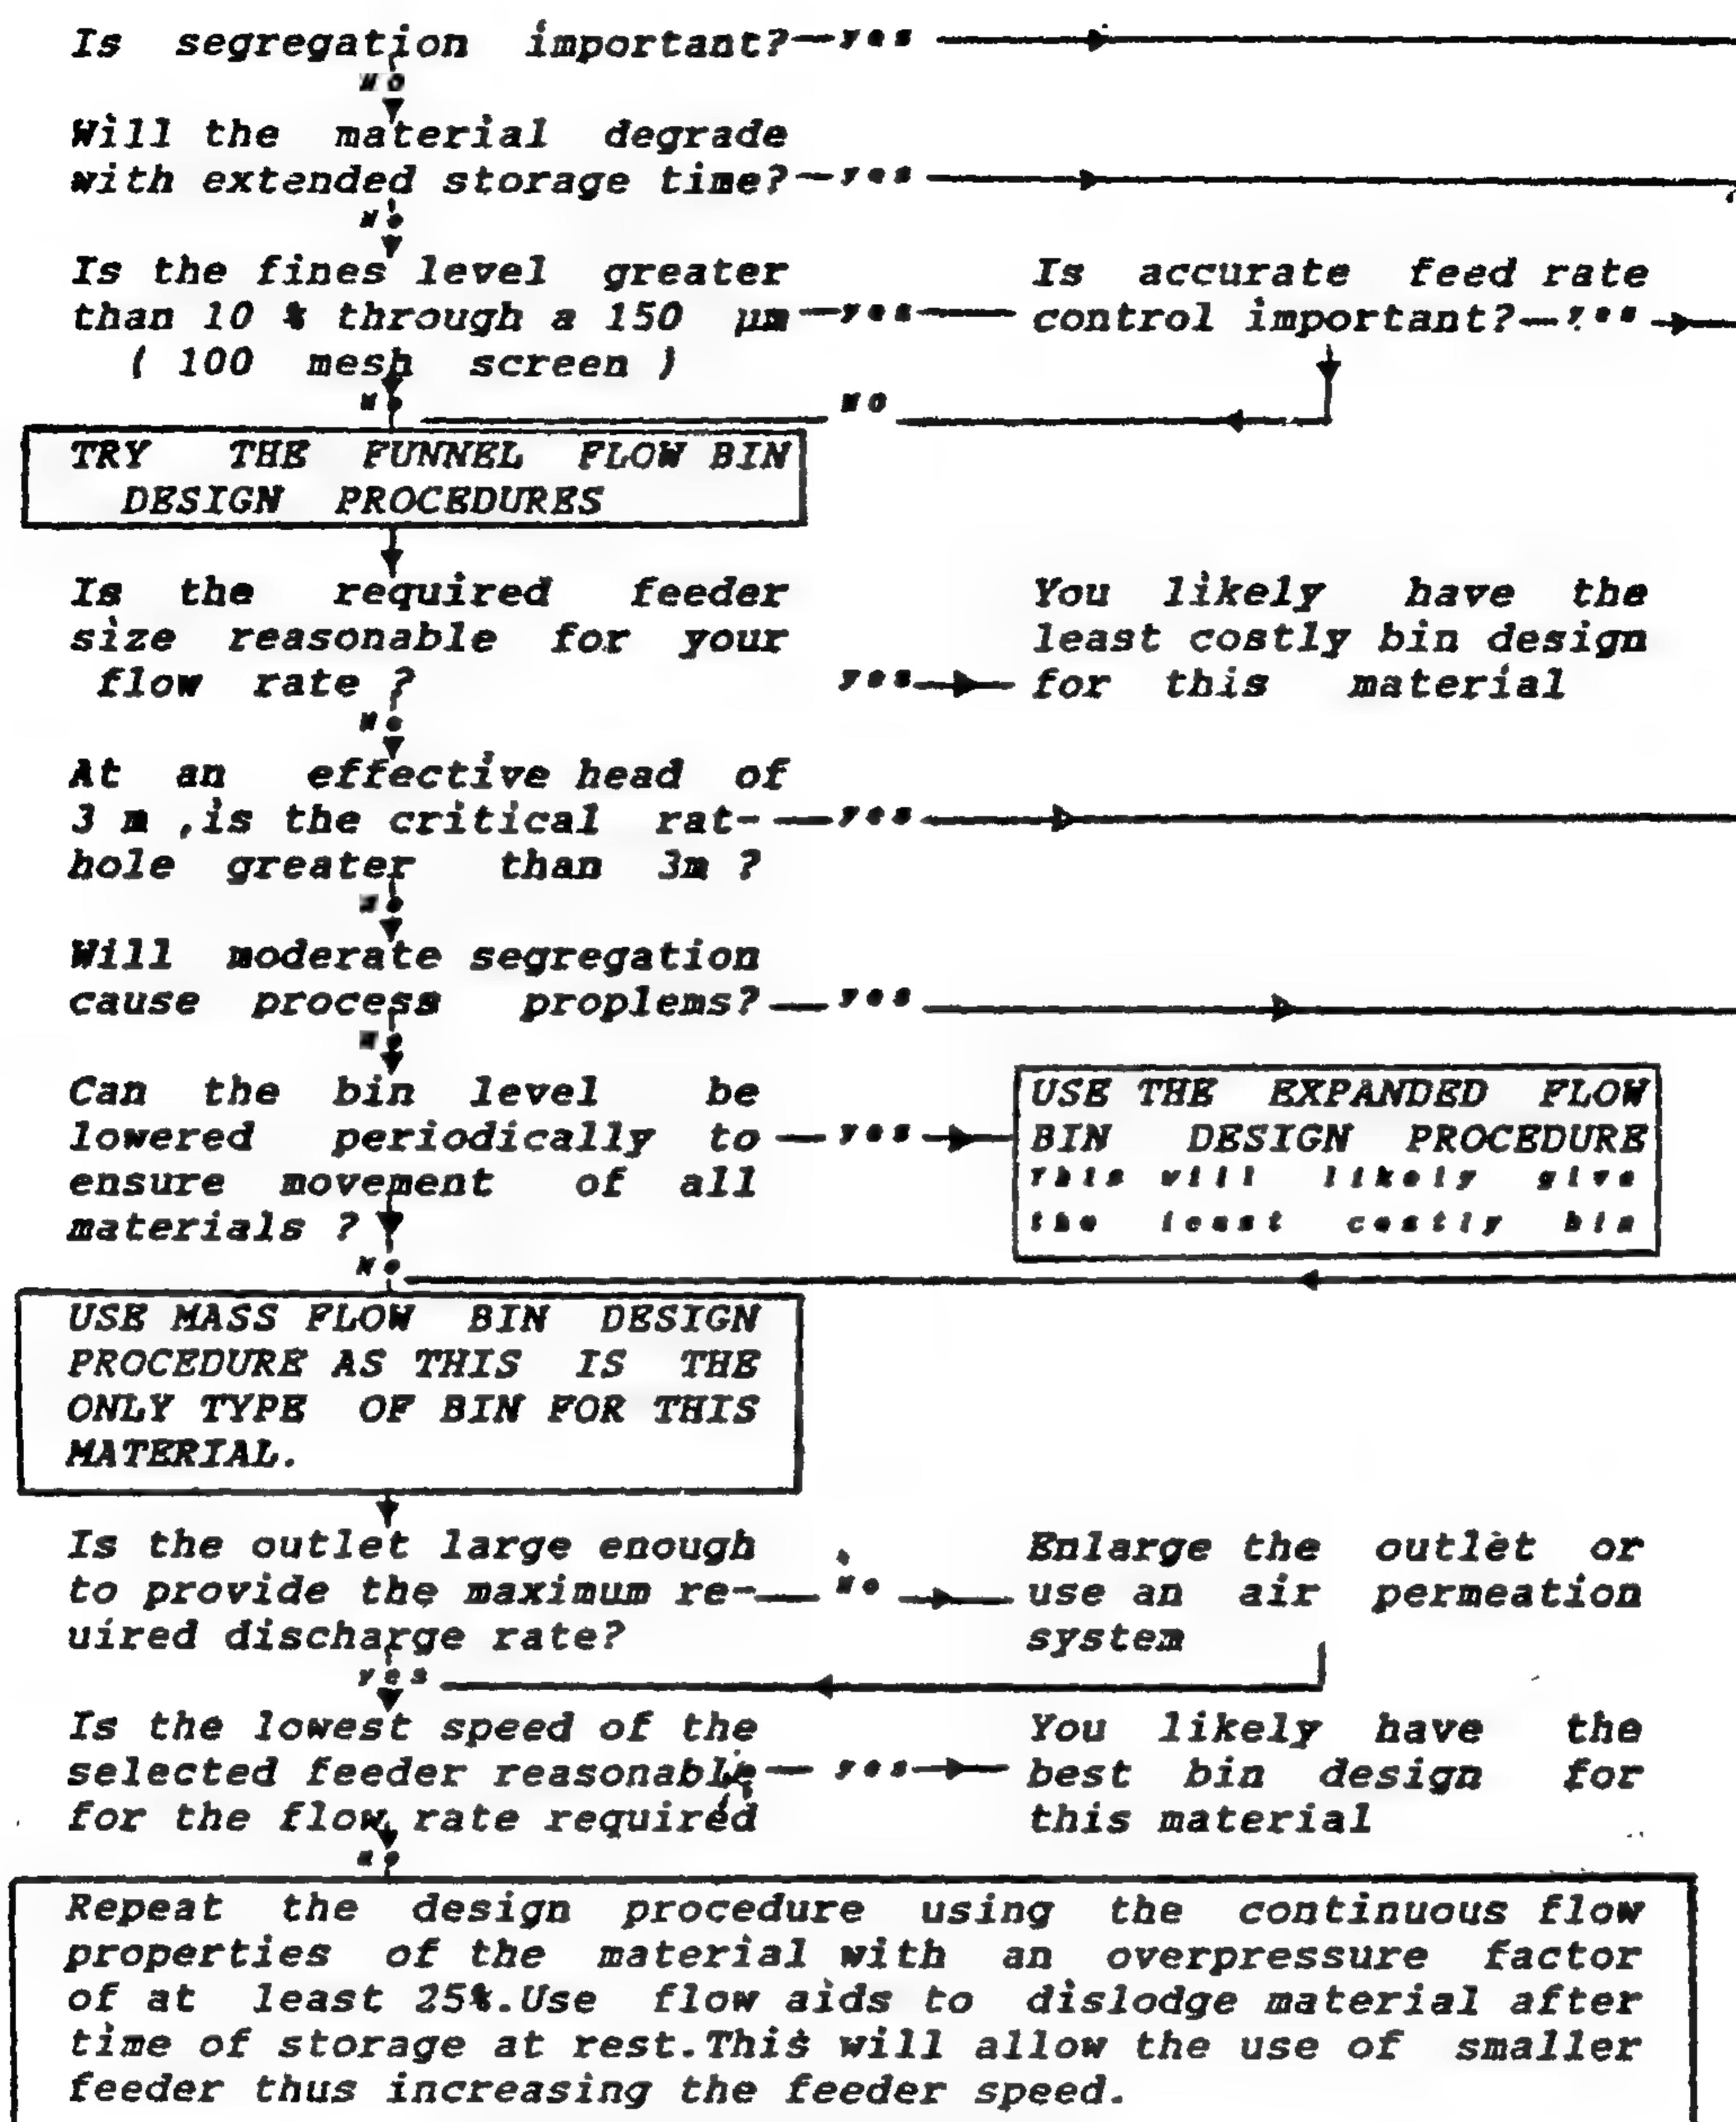 Is segregation important? yes
No
Will the material degrade
with extended storage time? yes
No
Is the fines level greater
than 10 % through a 150 µm yes
( 100 mesh screen )
No
Is accurate feed rate
control important? yes
No
TRY THE FUNNEL FLOW BIN
DESIGN PROCEDURES
Is the required feeder
size reasonable for your
flow rate ? yes
No
You likely have the
least costly bin design
for this material
At an effective head of
3 m ,is the critical rat- yes
hole greater than 3m ?
No
Will moderate segregation
cause process proplems? yes
No
Can the bin level be
lowered periodically to yes
ensure movement of all
materials ?
No
USE THE EXPANDED FLOW
BIN DESIGN PROCEDURE
This will likely give
the least costly bin
USE MASS FLOW BIN DESIGN
PROCEDURE AS THIS IS THE
ONLY TYPE OF BIN FOR THIS
MATERIAL.
Is the outlet large enough
to provide the maximum re- No
uired discharge rate?
yes
Enlarge the outlet or
use an air permeation
system
Is the lowest speed of the
selected feeder reasonable yes
for the flow rate required
no
You likely have the
best bin design for
this material
Repeat the design procedure using the continuous flow
properties of the material with an overpressure factor
of at least 25%.Use flow aids to dislodge material after
time of storage at rest.This will allow the use of smaller
feeder thus increasing the feeder speed.